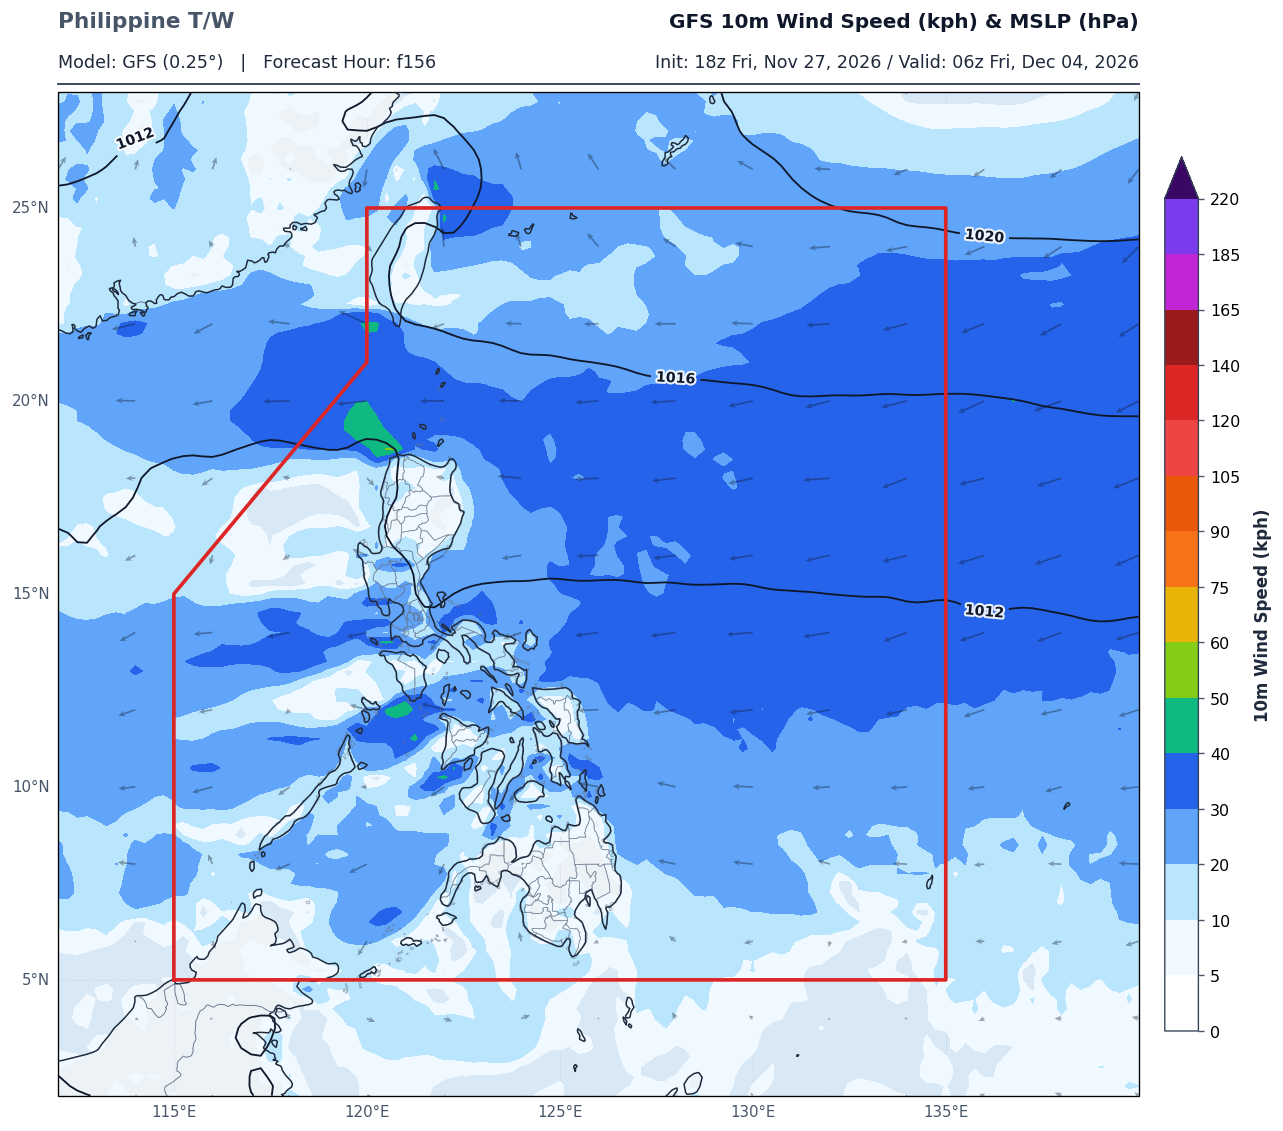 Philippine T/W
GFS 10m Wind Speed (kph) & MSLP (hPa)
Model: GFS (0.25°)   |   Forecast Hour: f156
Init: 18z Fri, Nov 27, 2026 / Valid: 06z Fri, Dec 04, 2026
1012
1020
1016
1012
25°N
20°N
15°N
10°N
5°N
115°E
120°E
125°E
130°E
135°E
220
185
165
140
120
105
90
75
60
50
40
30
20
10
5
0
10m Wind Speed (kph)